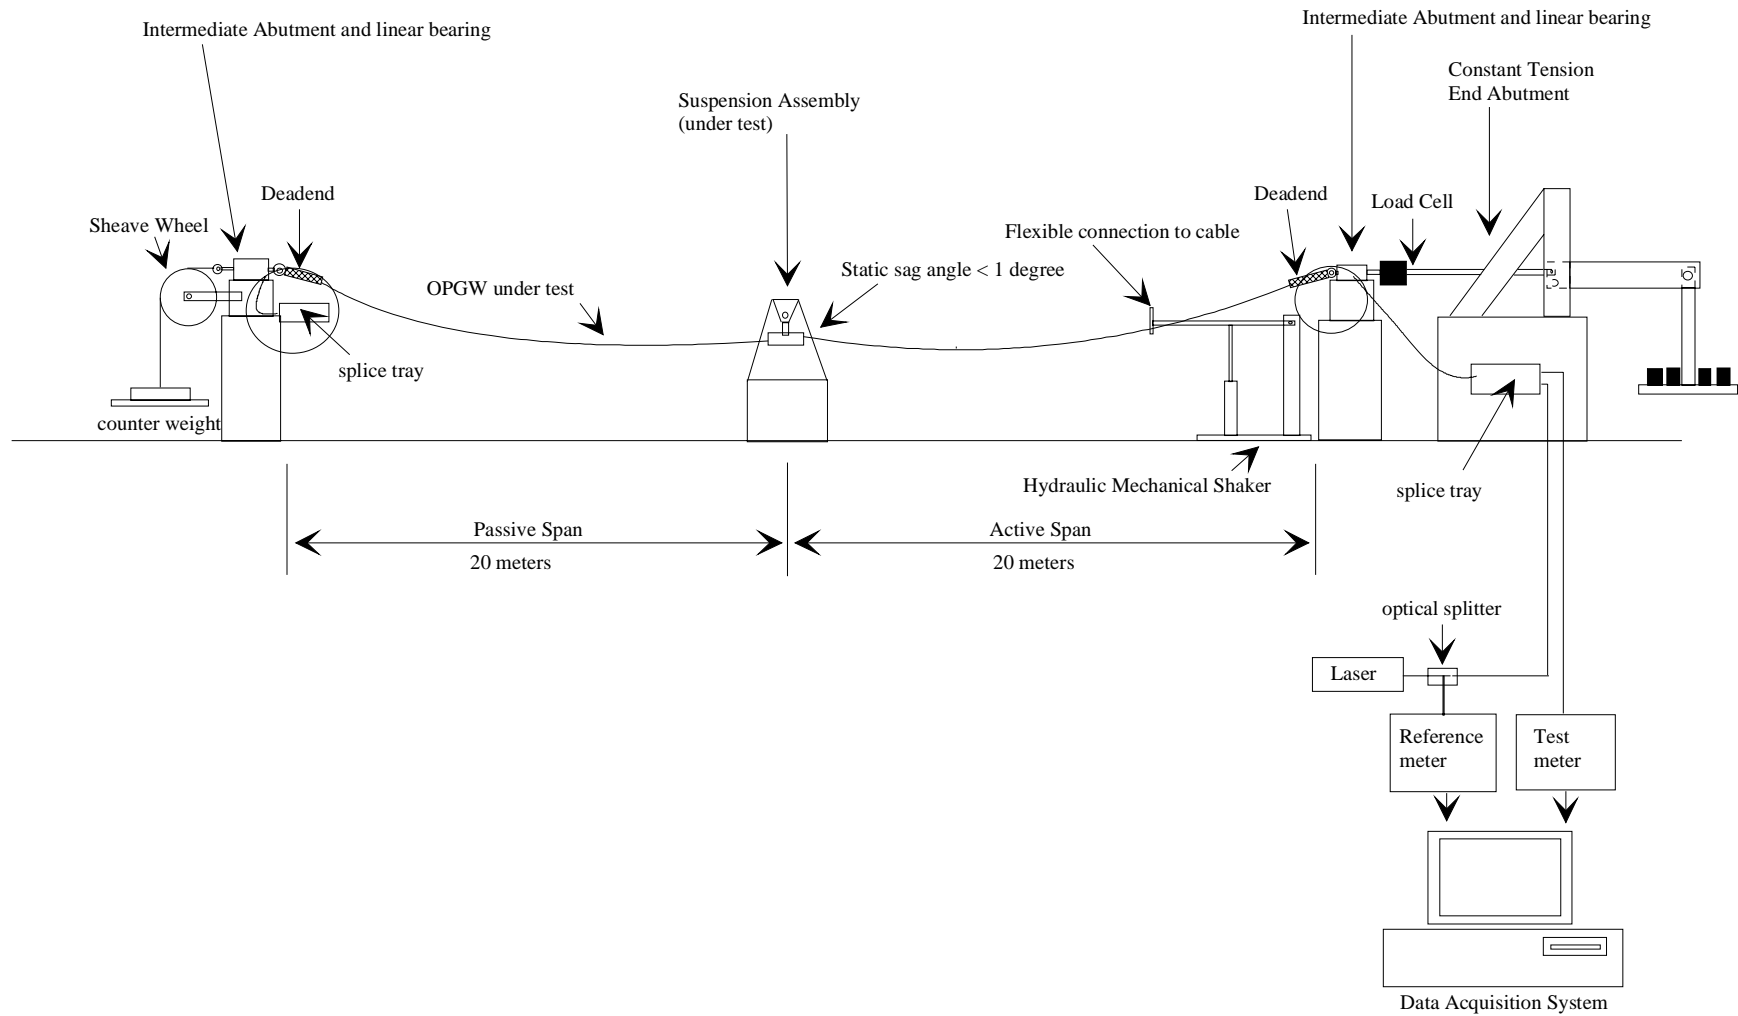 Intermediate Abutment and linear bearing
Intermediate Abutment and linear bearing
Constant Tension
End Abutment
Suspension Assembly
(under test)
Deadend
Deadend
Load Cell
Sheave Wheel
Flexible connection to cable
Static sag angle < 1 degree
OPGW under test
splice tray
counter weight
Hydraulic Mechanical Shaker
splice tray
Passive Span
20 meters
Active Span
20 meters
optical splitter
Laser
Reference
meter
Test
meter
Data Acquisition System